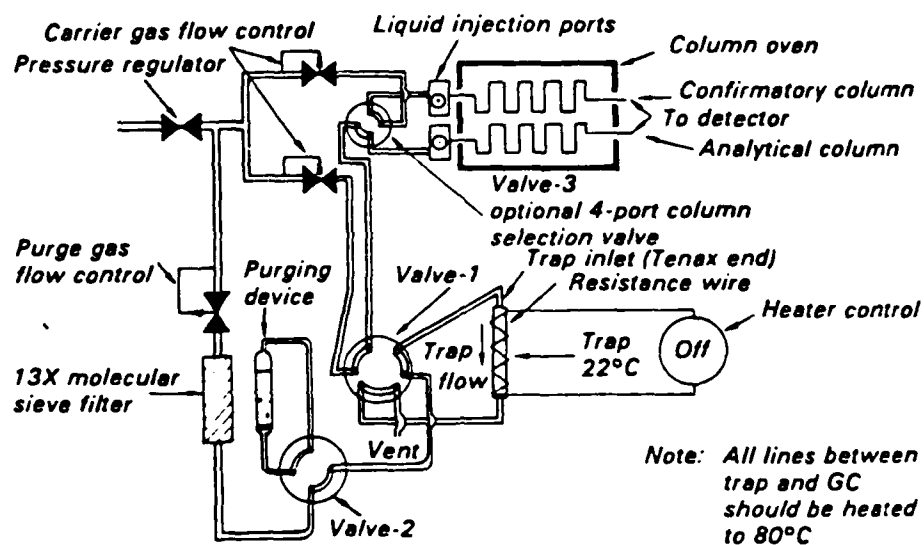 Carrier gas flow control
Pressure regulator
Liquid injection ports
Column oven
Confirmatory column
To detector
Analytical column
Valve-3
optional 4-port column
selection valve
Purge gas
flow control
Purging
device
Valve-1
Trap inlet (Tenax end)
Resistance wire
Heater control
Trap
flow
Trap
22°C
Off
13X molecular
sieve filter
Vent
Valve-2
Note: All lines between
trap and GC
should be heated
to 80°C